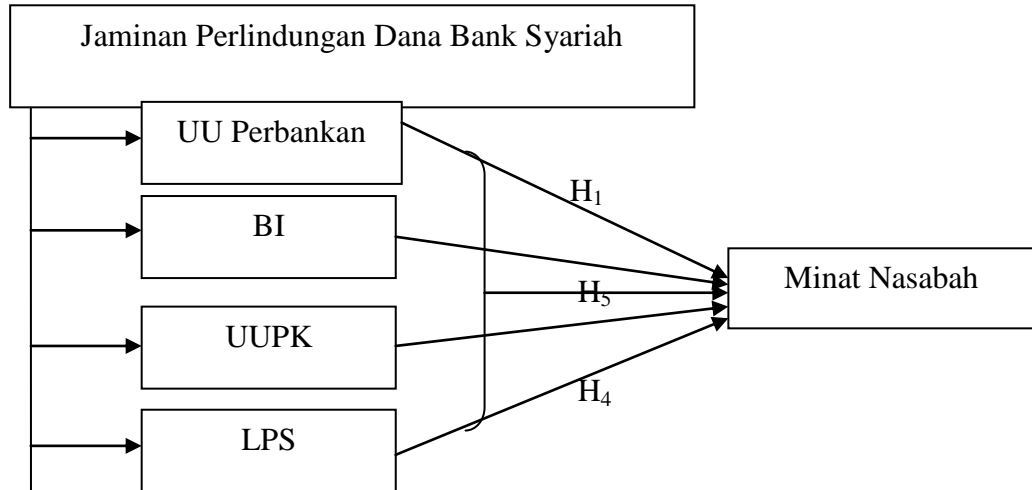 Jaminan Perlindungan Dana Bank Syariah
UU Perbankan
H₁
BI
Minat Nasabah
H₅
UUPK
H₄
LPS